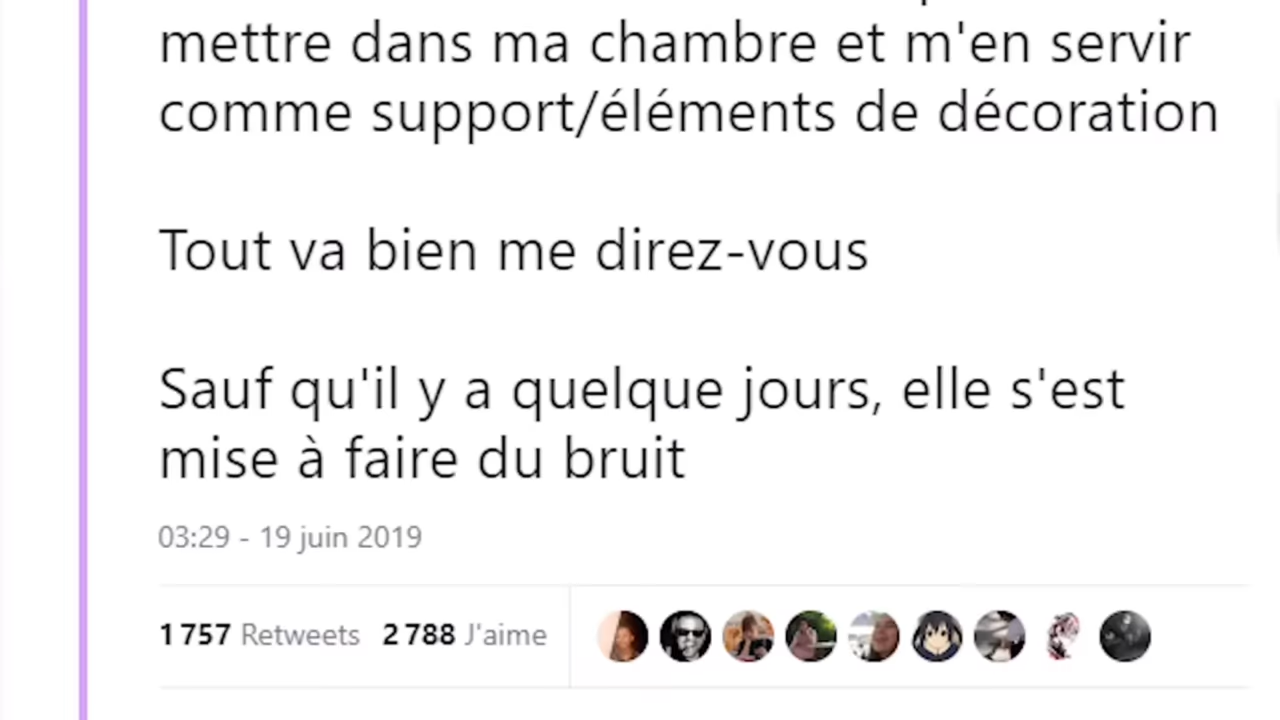 mettre dans ma chambre et m'en servir
comme support/éléments de décoration
Tout va bien me direz-vous
Sauf qu'il y a quelque jours, elle s'est
mise à faire du bruit
03:29 - 19 juin 2019
1 757 Retweets 2 788 J'aime